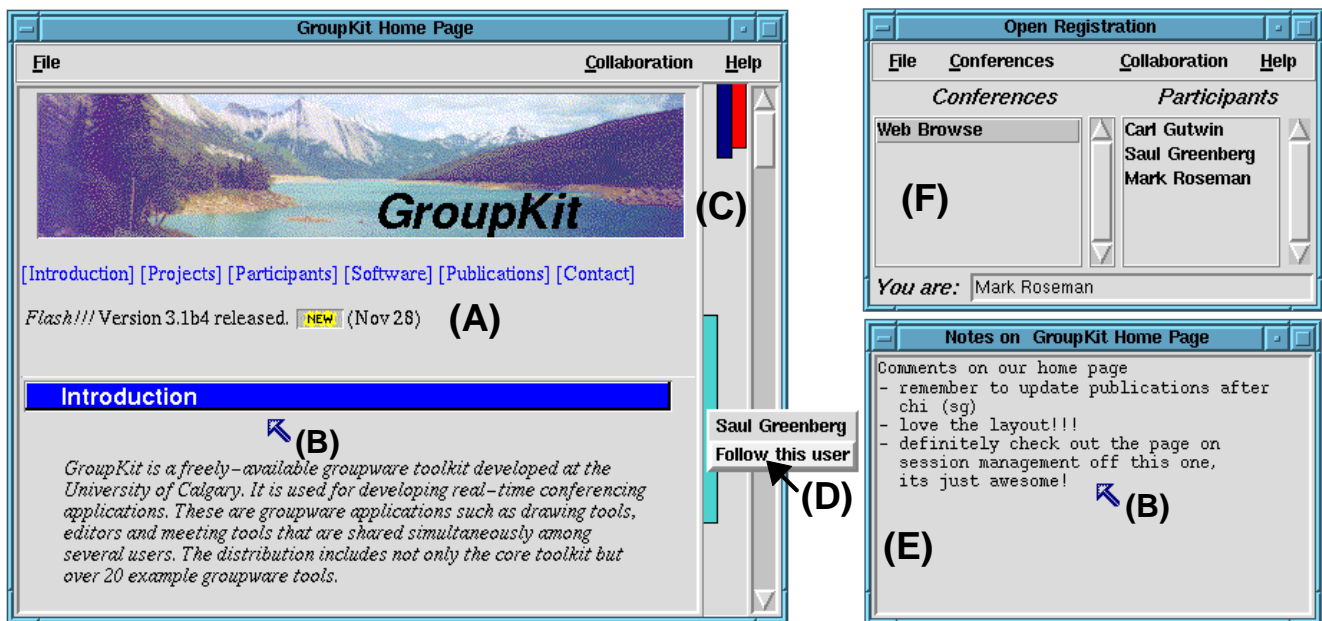 GroupKit Home Page
File Collaboration Help
GroupKit
(C)
[Introduction] [Projects] [Participants] [Software] [Publications] [Contact]
Flash!!! Version 3.1b4 released. NEW (Nov 28) (A)
Introduction
(B)
GroupKit is a freely-available groupware toolkit developed at the
University of Calgary. It is used for developing real-time conferencing
applications. These are groupware applications such as drawing tools,
editors and meeting tools that are shared simultaneously among
several users. The distribution includes not only the core toolkit but
over 20 example groupware tools.
Saul Greenberg
Follow this user
(D)
Open Registration
File Conferences Collaboration Help
Conferences Participants
Web Browse
(F)
Carl Gutwin
Saul Greenberg
Mark Roseman
You are: Mark Roseman
Notes on GroupKit Home Page
Comments on our home page
- remember to update publications after
chi (sg)
- love the layout!!!
- definitely check out the page on
session management off this one,
its just awesome!
(B)
(E)